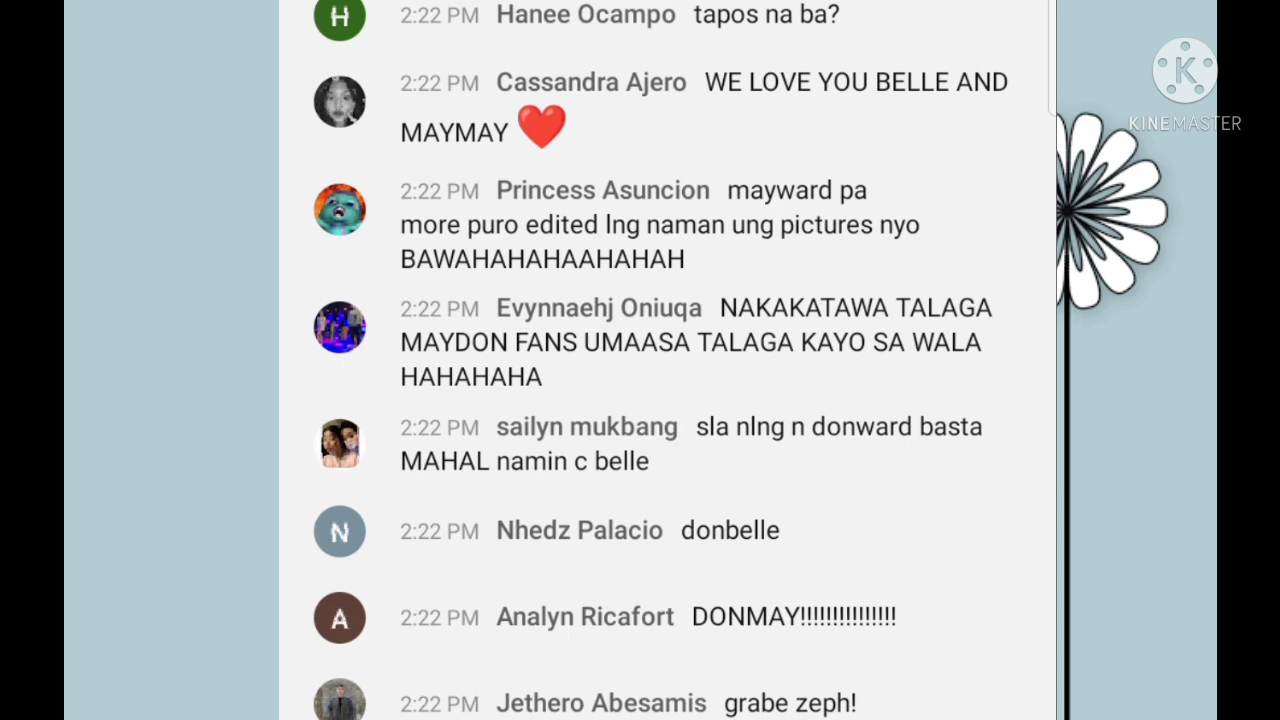 H 2:22 PM Hanee Ocampo tapos na ba?
2:22 PM Cassandra Ajero WE LOVE YOU BELLE AND
MAYMAY ❤️
K
KINEMASTER
2:22 PM Princess Asuncion mayward pa
more puro edited lng naman ung pictures nyo
BAWAHAHAHAAHAHAH
2:22 PM Evynnaehj Oniuqa NAKAKATAWA TALAGA
MAYDON FANS UMAASA TALAGA KAYO SA WALA
HAHAHAHA
2:22 PM sailyn mukbang sla nlng n donward basta
MAHAL namin c belle
N 2:22 PM Nhedz Palacio donbelle
A 2:22 PM Analyn Ricafort DONMAY!!!!!!!!!!!!!!!
2:22 PM Jethero Abesamis grabe zeph!